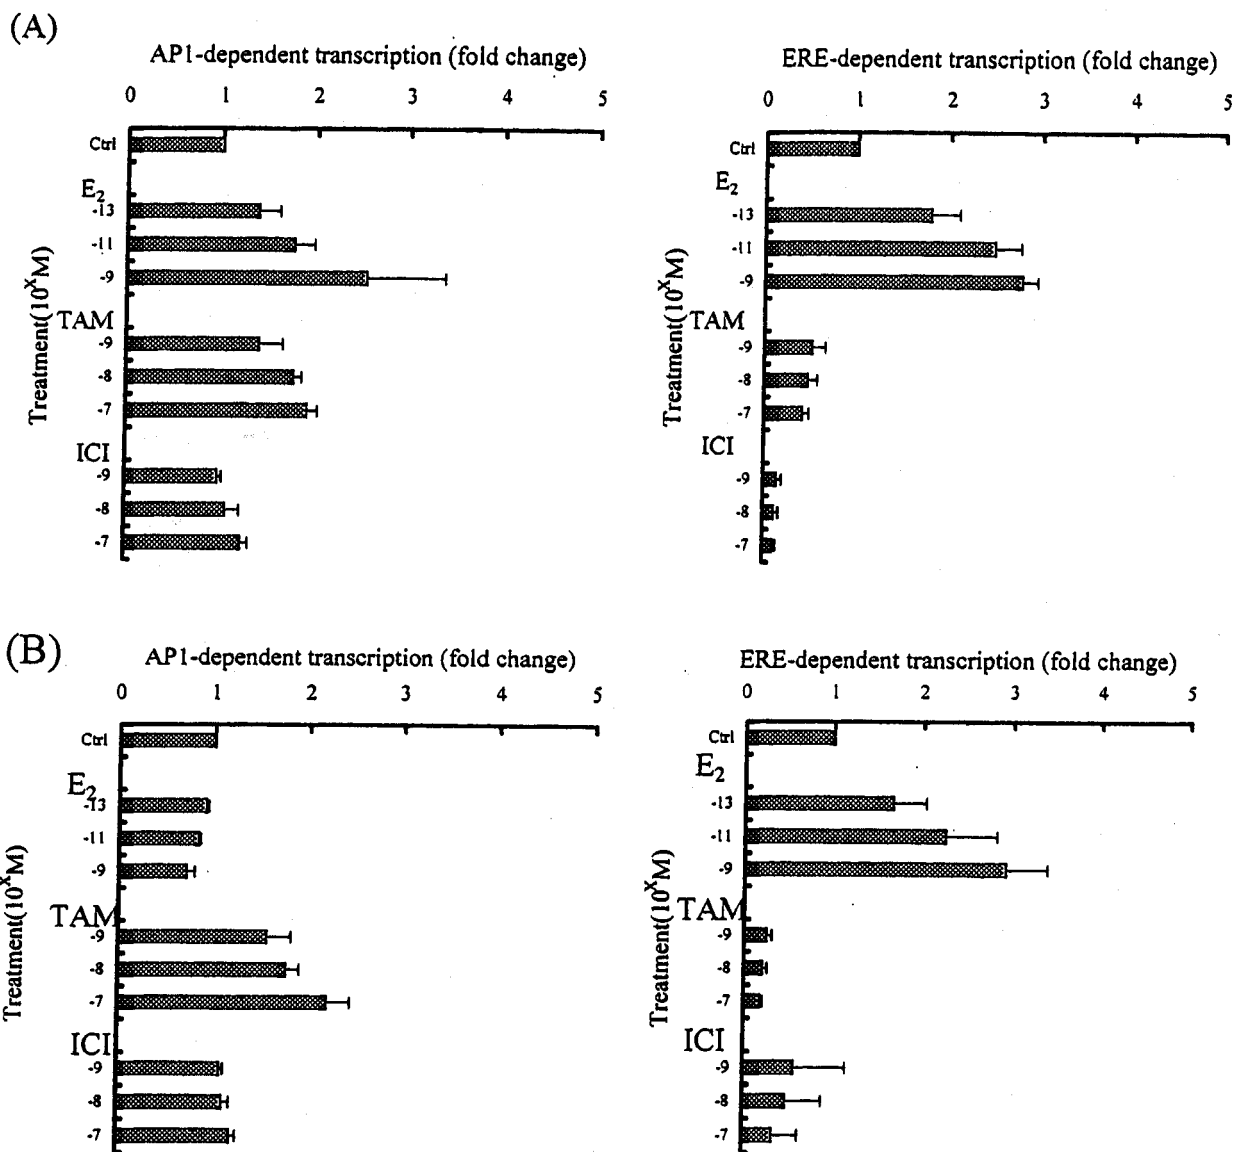 (A)
AP1-dependent transcription (fold change)
0 1 2 3 4 5
Ctrl
E2
-13
-11
-9
TAM
-9
-8
-7
ICI
-9
-8
-7
Treatment(10^xM)
ERE-dependent transcription (fold change)
0 1 2 3 4 5
Ctrl
E2
-13
-11
-9
TAM
-9
-8
-7
ICI
-9
-8
-7
Treatment(10^xM)
(B)
AP1-dependent transcription (fold change)
0 1 2 3 4 5
Ctrl
E2
-13
-11
-9
TAM
-9
-8
-7
ICI
-9
-8
-7
Treatment(10^xM)
ERE-dependent transcription (fold change)
0 1 2 3 4 5
Ctrl
E2
-13
-11
-9
TAM
-9
-8
-7
ICI
-9
-8
-7
Treatment(10^xM)